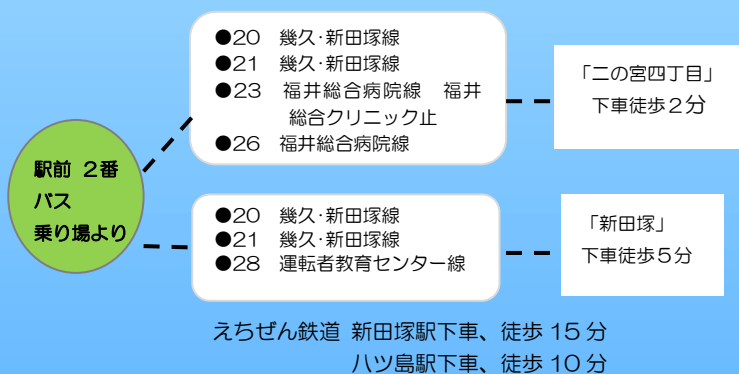 駅前 2番
バス
乗り場より
●20 幾久·新田塚線
●21 幾久·新田塚線
●23 福井総合病院線 福井
総合クリニック止
●26 福井総合病院線
「二の宮四丁目」
下車徒歩2分
●20 幾久·新田塚線
●21 幾久·新田塚線
●28 運転者教育センター線
「新田塚」
下車徒歩5分
えちぜん鉄道 新田塚駅下車、徒歩 15 分
八ツ島駅下車、徒歩 10 分